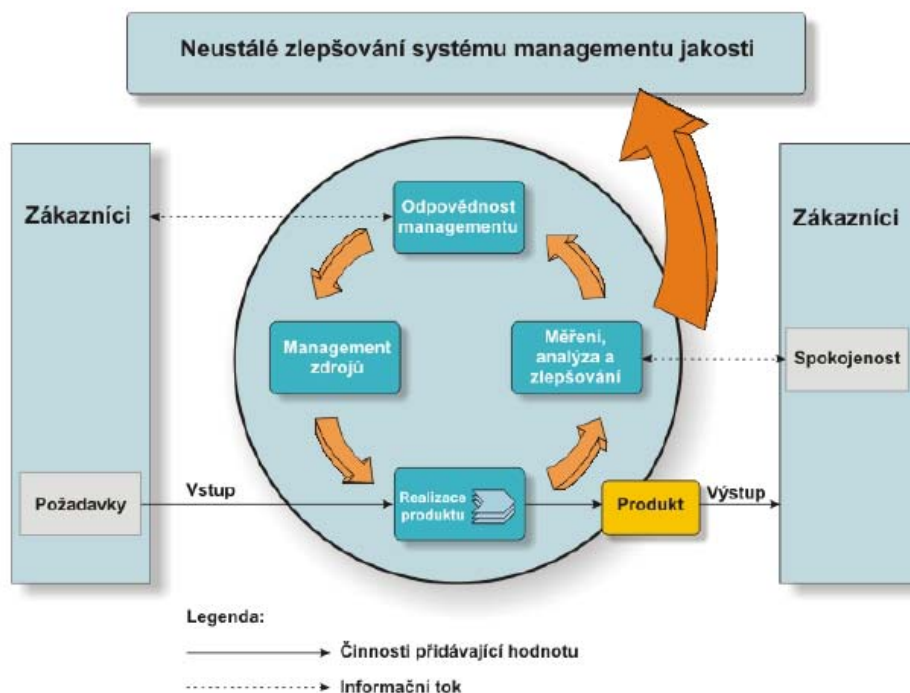 Neustálé zlepšování systému managementu jakosti
Zákazníci
Zákazníci
Odpovědnost
managementu
Management
zdrojů
Měření,
analýza a
zlepšování
Spokojenost
Požadavky
Vstup
Realizace
produktu
Produkt
Výstup
Legenda:
Činnosti přidávající hodnotu
Informační tok